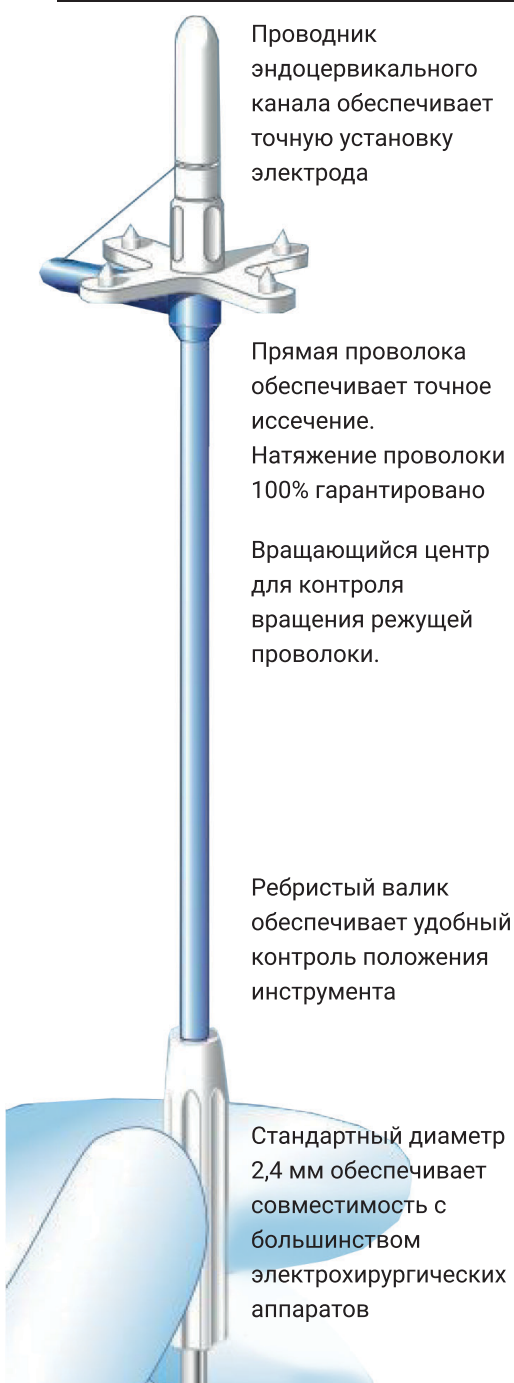 Проводник
эндоцервикального
канала обеспечивает
точную установку
электрода
Прямая проволока
обеспечивает точное
иссечение.
Натяжение проволоки
100% гарантировано
Вращающийся центр
для контроля
вращения режущей
проволоки.
Ребристый валик
обеспечивает удобный
контроль положения
инструмента
Стандартный диаметр
2,4 мм обеспечивает
совместимость с
большинством
электрохирургических
аппаратов